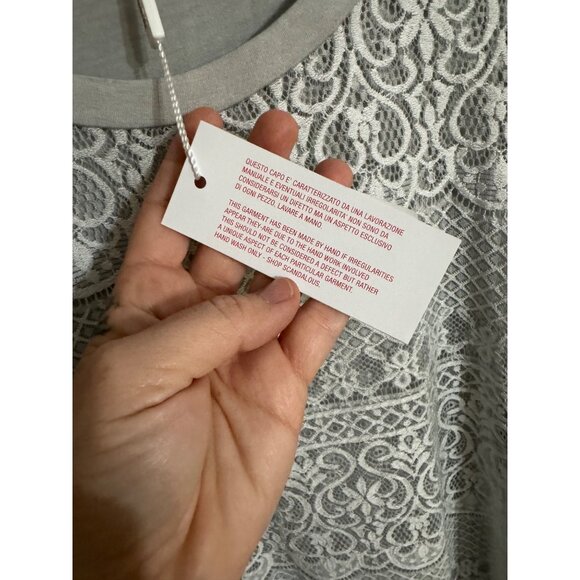 QUESTO CAPO E' CARATTERIZZATO DA UNA LAVORAZIONE
MANUALE E EVENTUALI IRREGOLARITA' NON SONO DA
CONSIDERARSI UN DIFETTO MA UN ASPETTO ESCLUSIVO
DI OGNI PEZZO. LAVARE A MANO.
THIS GARMENT HAS BEEN MADE BY HAND IF IRREGULARITIES
APPEAR THEY ARE DUE TO THE HAND WORK INVOLVED
THIS SHOULD NOT BE CONSIDERED A DEFECT BUT RATHER
A UNIQUE ASPECT OF EACH PARTICULAR GARMENT.
HAND WASH ONLY - SHOP SCANDALOUS.